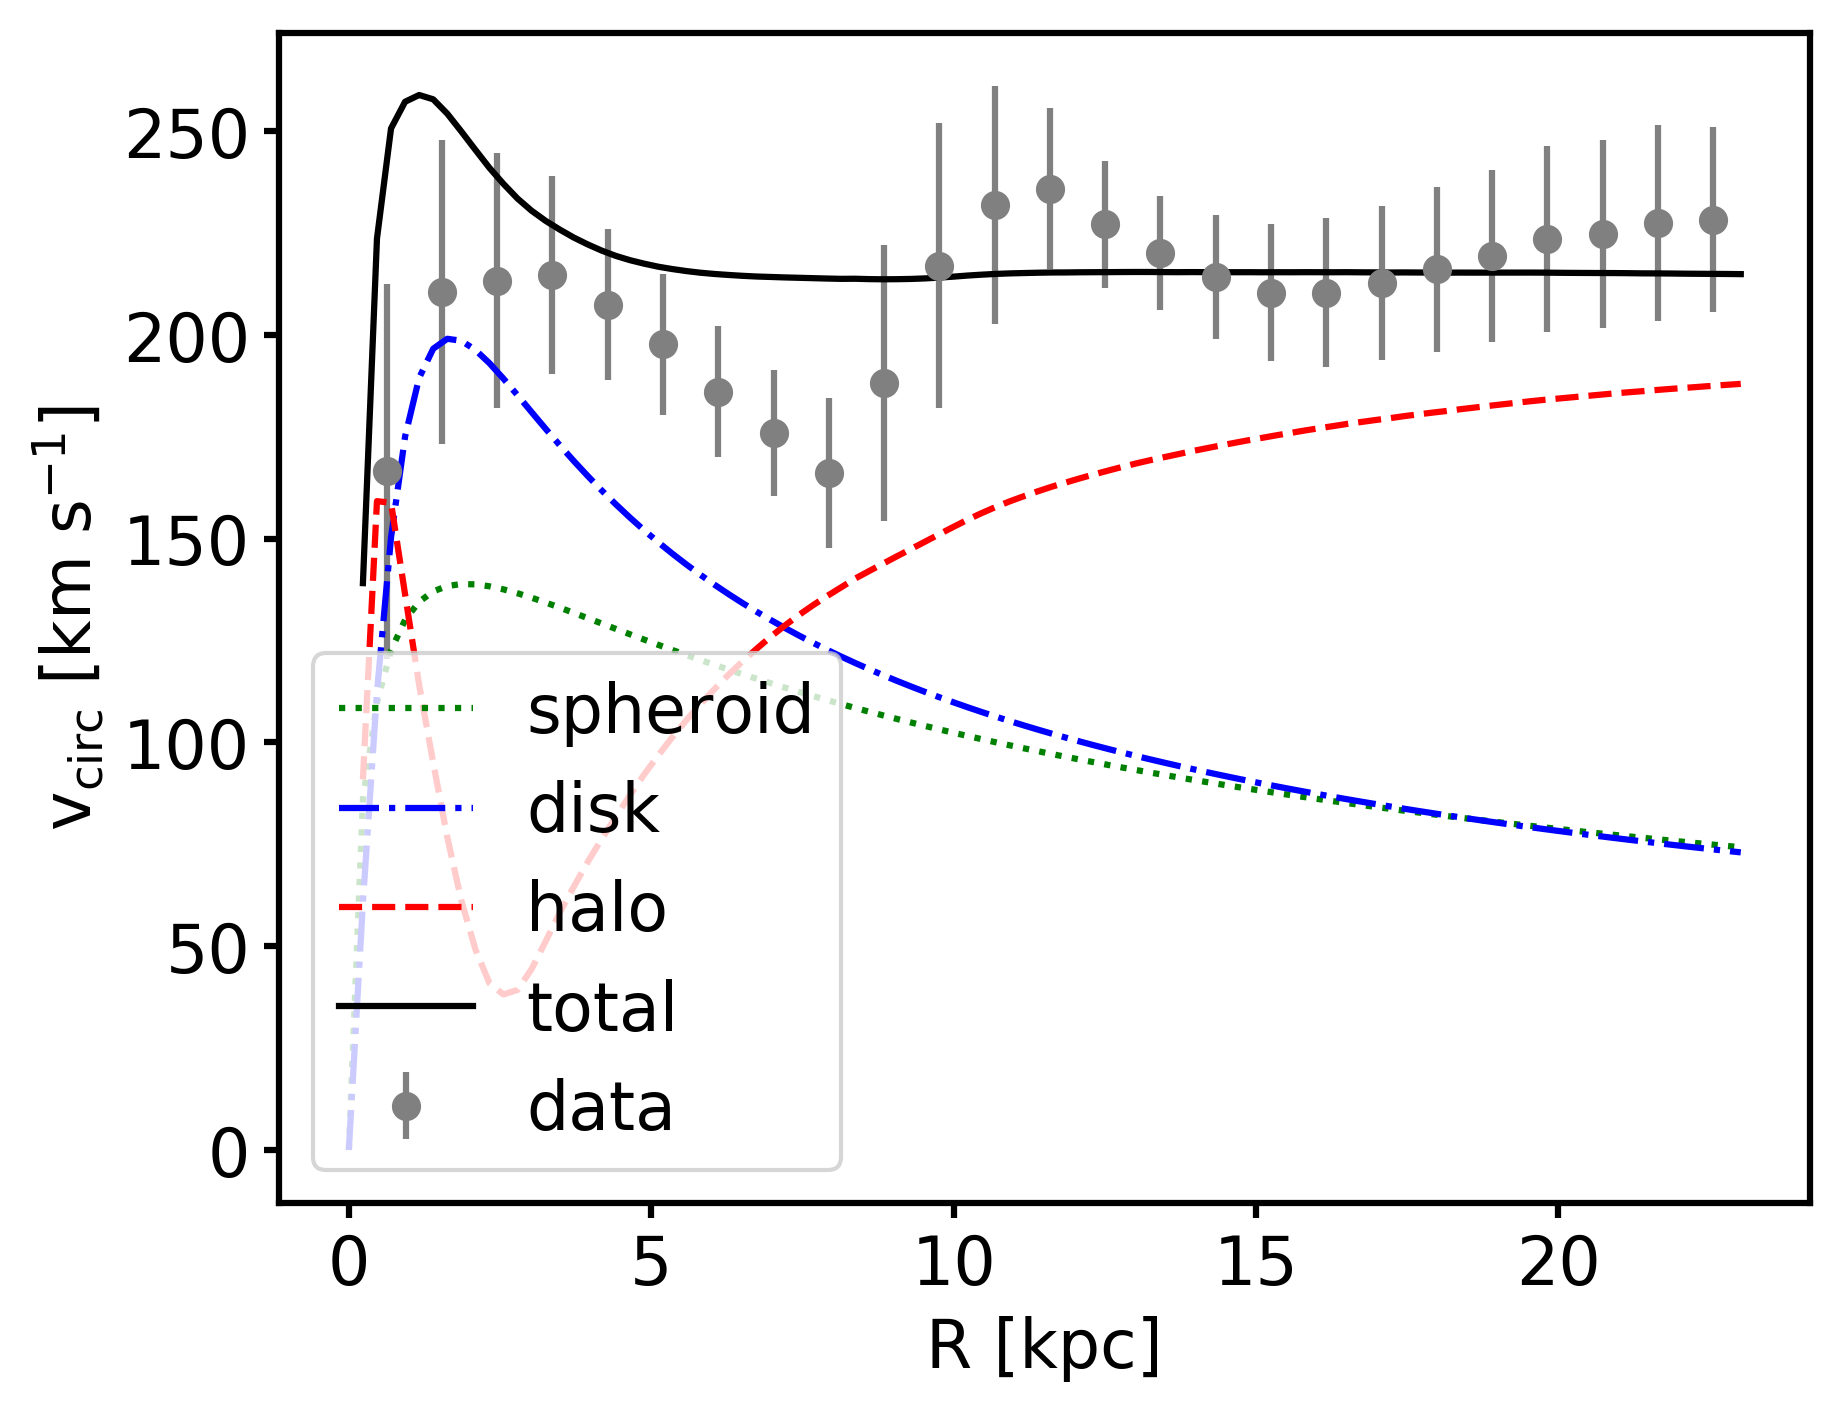 250
200
150
100
50
0
v_circ [km s⁻¹]
spheroid
disk
halo
total
data
0 5 10 15 20
R [kpc]